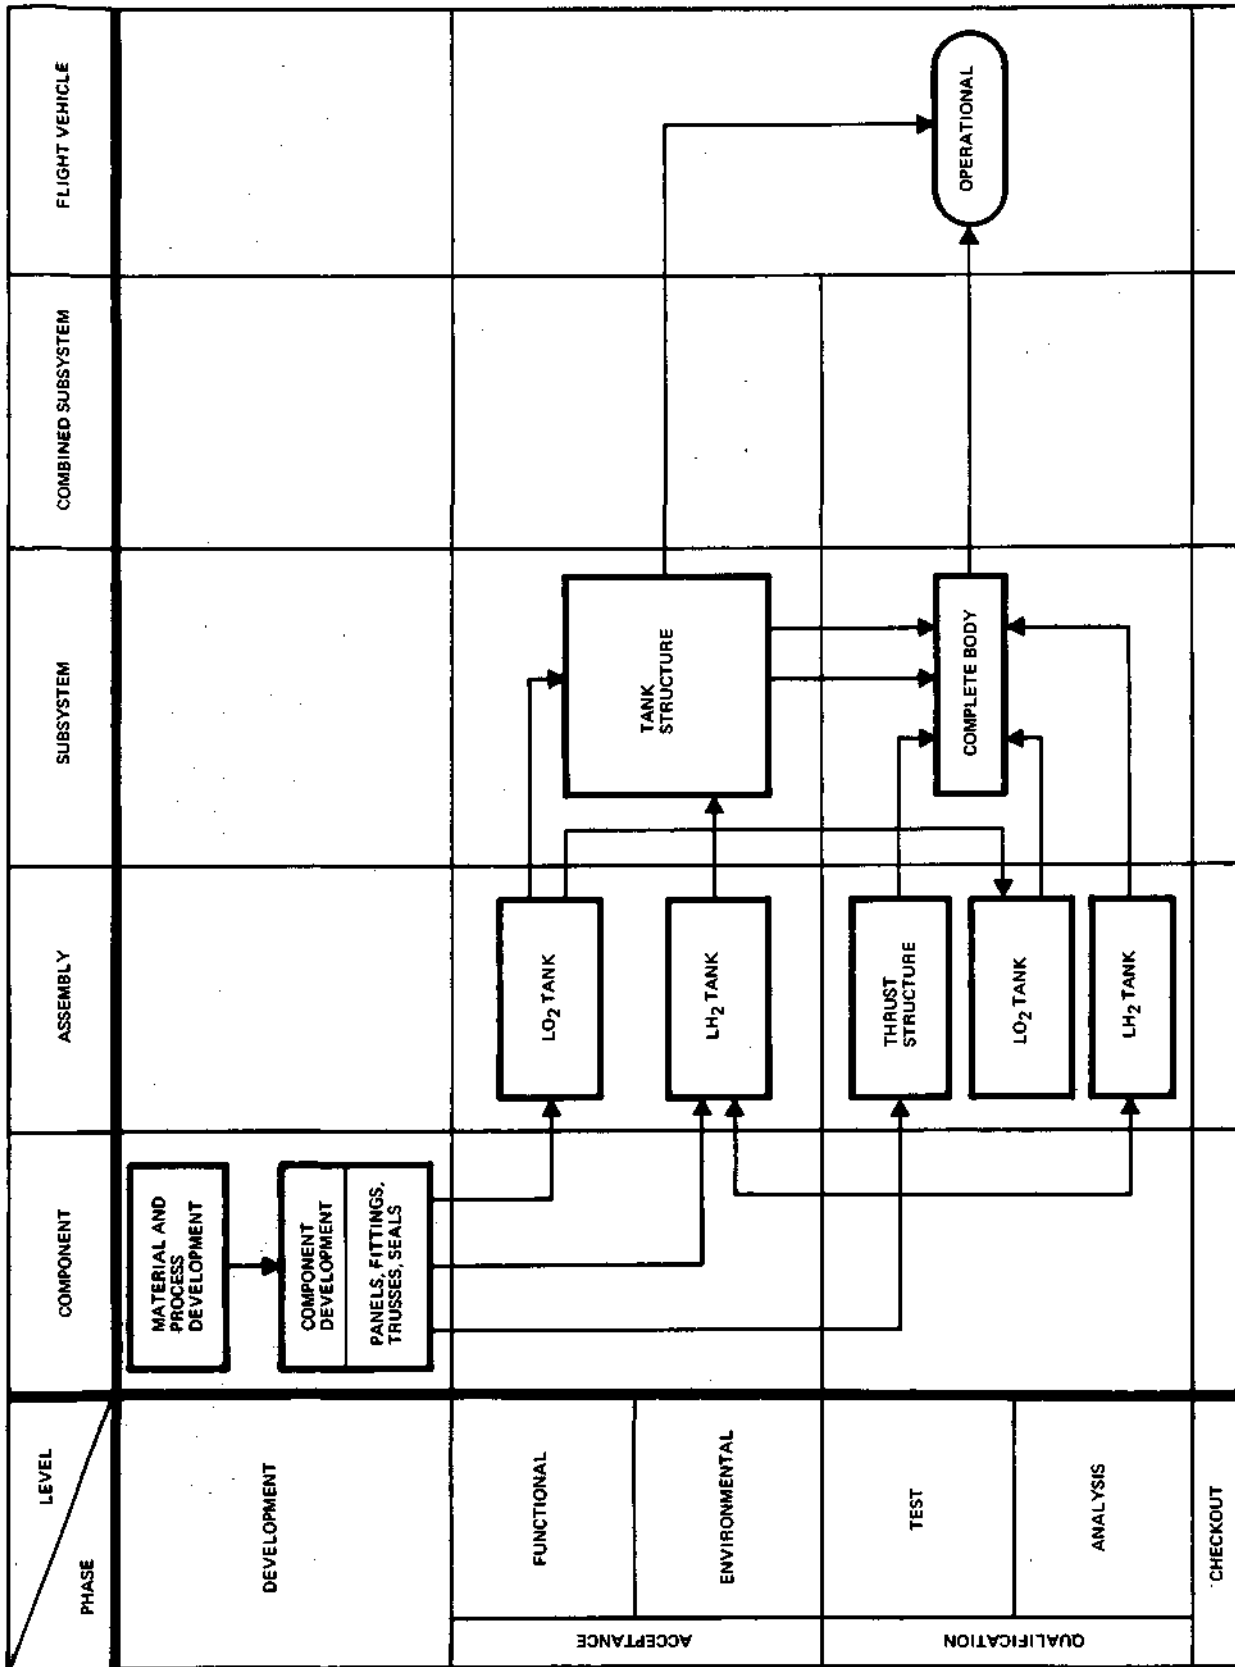 LEVEL
PHASE
COMPONENT
ASSEMBLY
SUBSYSTEM
COMBINED SUBSYSTEM
FLIGHT VEHICLE
DEVELOPMENT
MATERIAL AND
PROCESS
DEVELOPMENT
COMPONENT
DEVELOPMENT
PANELS, FITTINGS,
TRUSSES, SEALS
ACCEPTANCE
FUNCTIONAL
LO2 TANK
TANK
STRUCTURE
ENVIRONMENTAL
LH2 TANK
QUALIFICATION
TEST
THRUST
STRUCTURE
COMPLETE BODY
OPERATIONAL
LO2 TANK
ANALYSIS
LH2 TANK
CHECKOUT